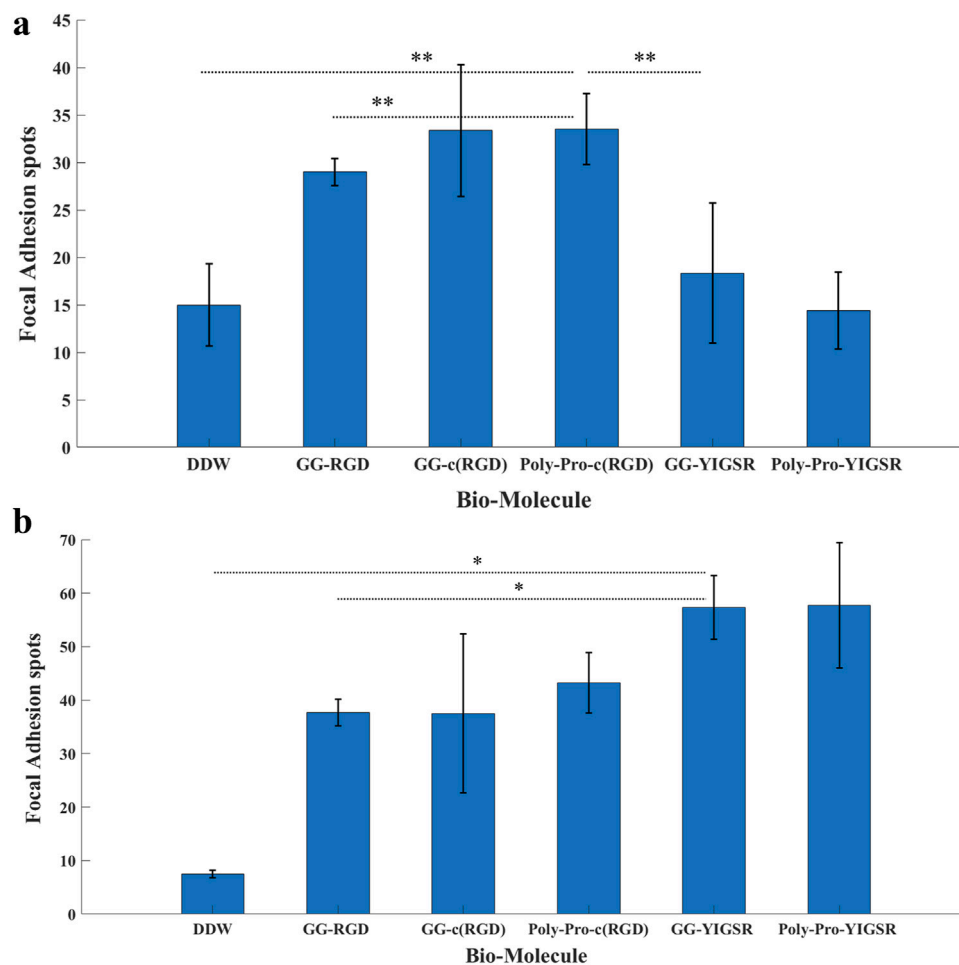 a
45
40
35
30
25
20
15
10
5
0
Focal Adhesion spots
**
**
**
DDW GG-RGD GG-c(RGD) Poly-Pro-c(RGD) GG-YIGSR Poly-Pro-YIGSR
Bio-Molecule
b
70
60
50
40
30
20
10
0
Focal Adhesion spots
*
*
DDW GG-RGD GG-c(RGD) Poly-Pro-c(RGD) GG-YIGSR Poly-Pro-YIGSR
Bio-Molecule